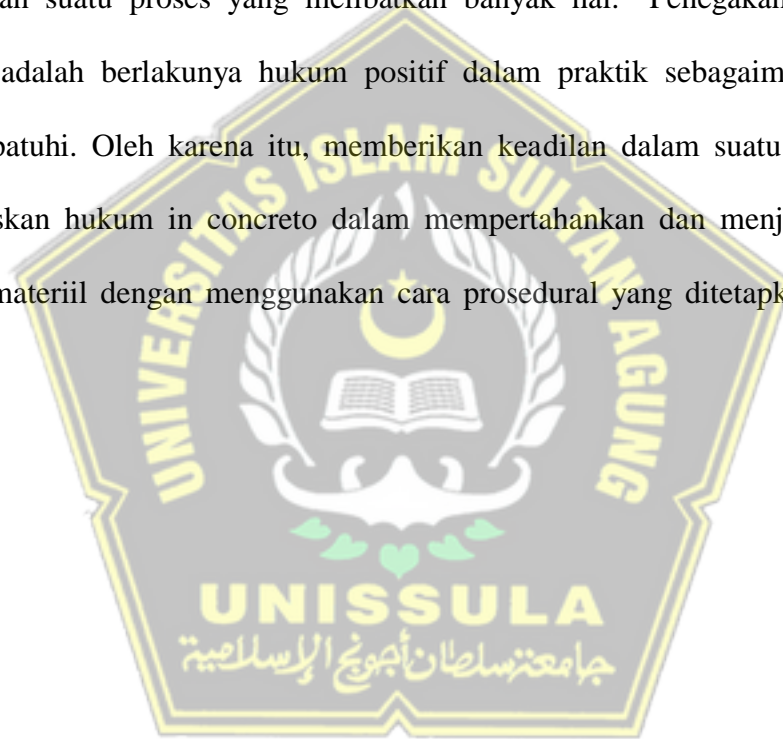 suatu proses yang melibatkan banyak hal. Penegakan
adalah berlakunya hukum positif dalam praktik sebagaim
patuhi. Oleh karena itu, memberikan keadilan dalam suatu
skan hukum in concreto dalam mempertahankan dan menj
materiil dengan menggunakan cara prosedural yang ditetapk
UNIVERSITAS ISLAM SULTAN AGUNG
UNISSULA
جامعة سلطان أجونج الإسلامية